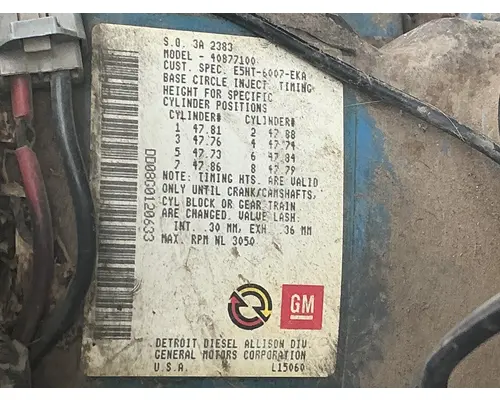 S.O. 3A 2383
MODEL - 40877100
CUST. SPEC. E5HT-6007-EKA
BASE CIRCLE INJECT. TIMING
HEIGHT FOR SPECIFIC
CYLINDER POSITIONS
CYLINDER# CYLINDER#
1 47.81 2 47.88
3 47.76 4 47.74
5 47.73 6 47.84
7 47.86 8 47.79
NOTE: TIMING HTS. ARE VALID
ONLY UNTIL CRANK/CAMSHAFTS,
CYL BLOCK OR GEAR TRAIN
ARE CHANGED. VALVE LASH:
INT. .30 MM, EXH. .36 MM
MAX. RPM NL 3050
DD08C0120633
GM
DETROIT DIESEL ALLISON DIV.
GENERAL MOTORS CORPORATION
U.S.A. L15060